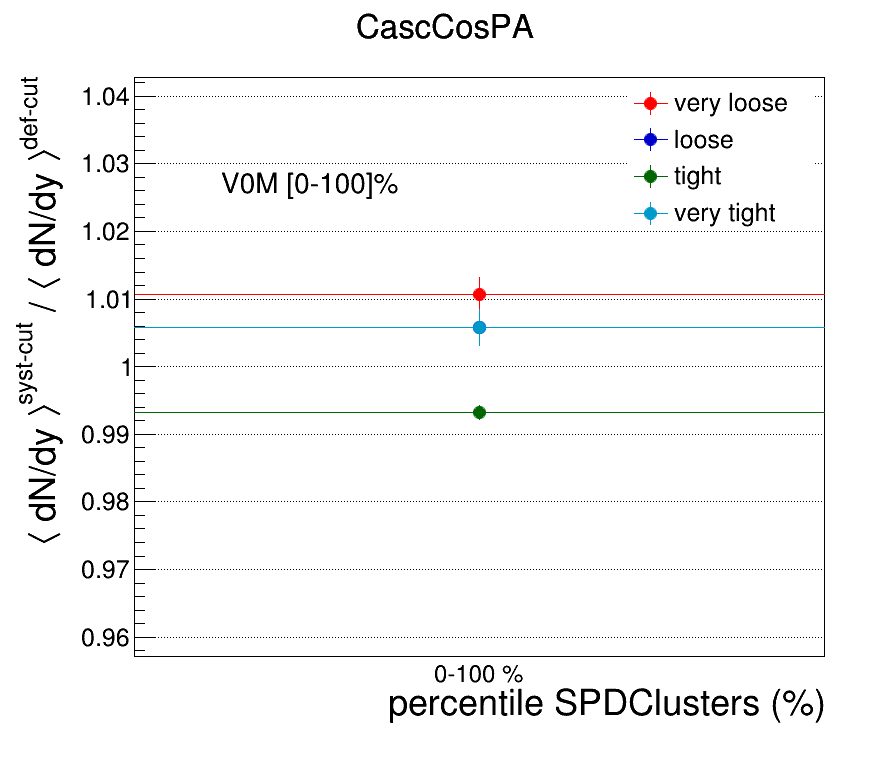 CascCosPA
⟨ dN/dy ⟩^syst-cut / ⟨ dN/dy ⟩^def-cut
1.04
1.03
1.02
1.01
1
0.99
0.98
0.97
0.96
V0M [0-100]%
very loose
loose
tight
very tight
0-100 %
percentile SPDClusters (%)